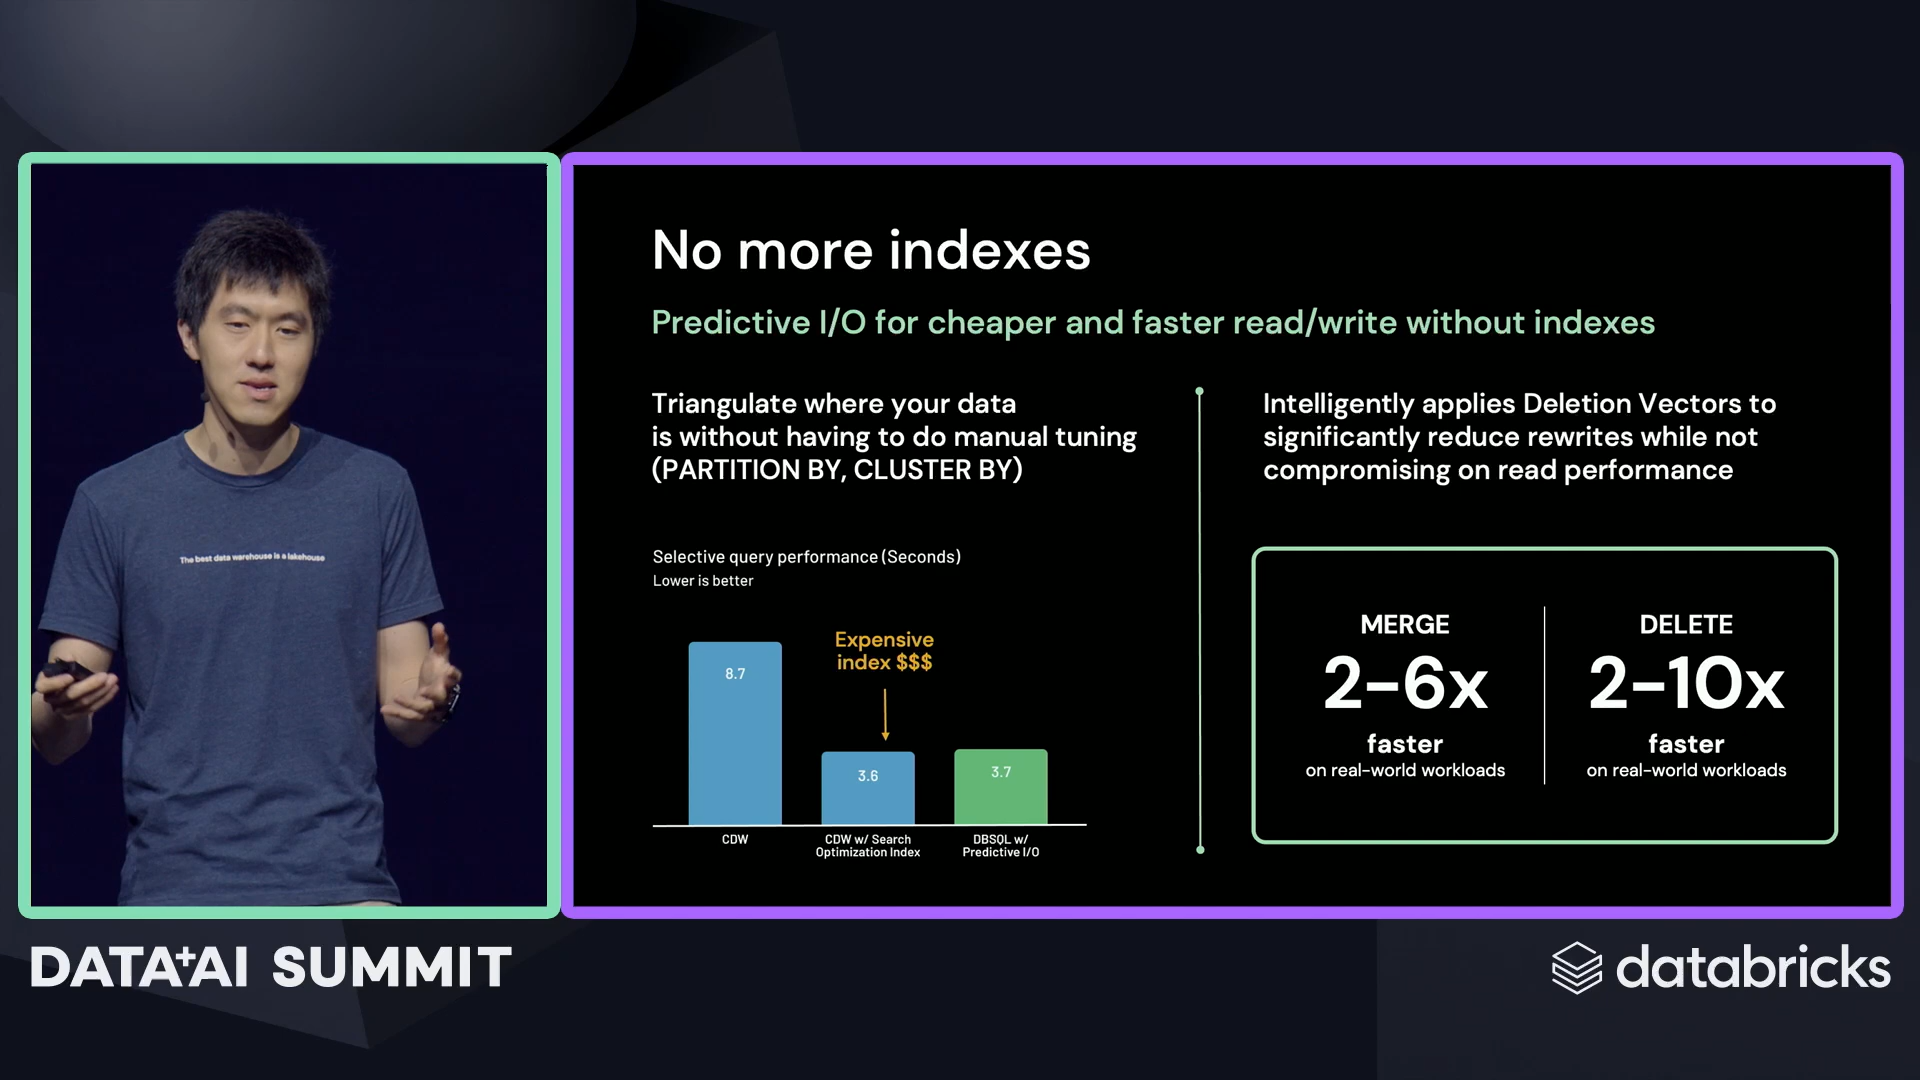 The best data warehouse is a lakehouse
No more indexes
Predictive I/O for cheaper and faster read/write without indexes
Triangulate where your data
is without having to do manual tuning
(PARTITION BY, CLUSTER BY)
Selective query performance (Seconds)
Lower is better
Expensive
index $$$
8.7
3.6
3.7
CDW
CDW w/ Search
Optimization Index
DBSQL w/
Predictive I/O
Intelligently applies Deletion Vectors to
significantly reduce rewrites while not
compromising on read performance
MERGE
2-6x
faster
on real-world workloads
DELETE
2-10x
faster
on real-world workloads
DATA+AI SUMMIT
databricks